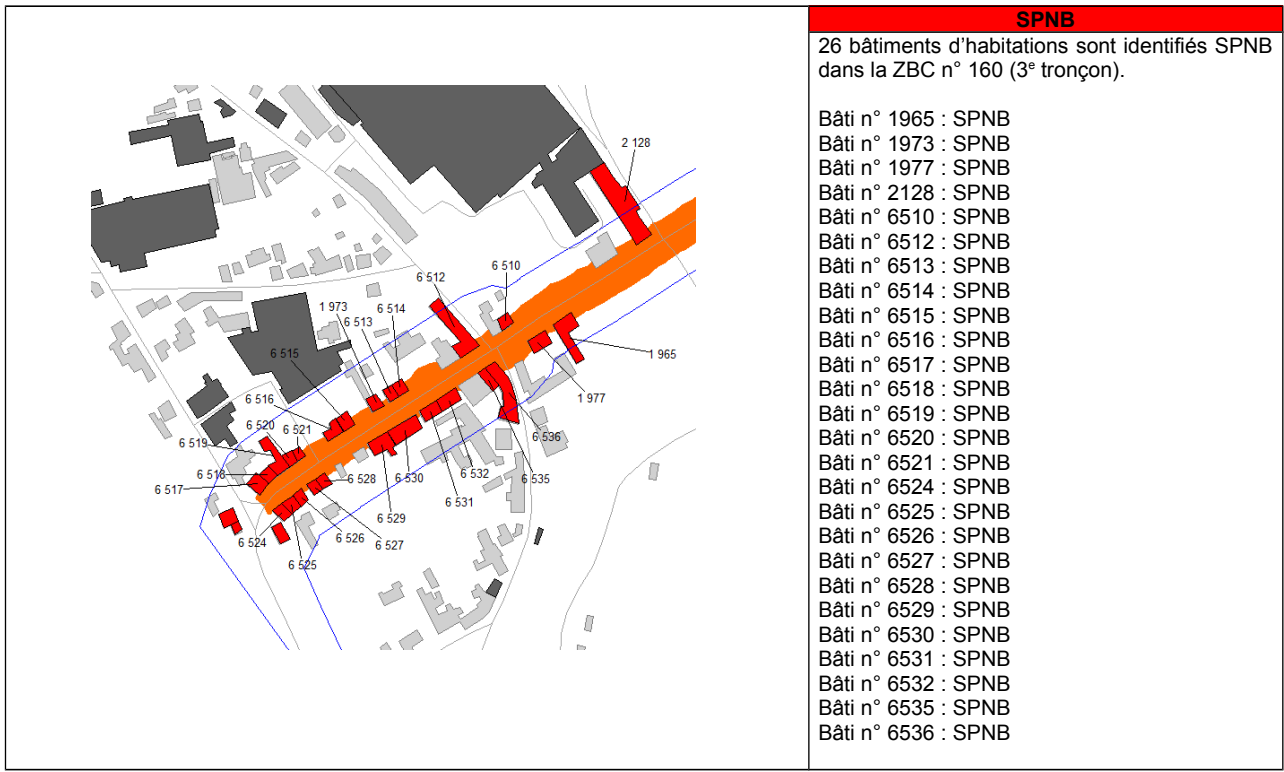 SPNB
26 bâtiments d’habitations sont identifiés SPNB
dans la ZBC n° 160 (3e tronçon).
Bâti n° 1965 : SPNB
Bâti n° 1973 : SPNB
Bâti n° 1977 : SPNB
Bâti n° 2128 : SPNB
Bâti n° 6510 : SPNB
Bâti n° 6512 : SPNB
Bâti n° 6513 : SPNB
Bâti n° 6514 : SPNB
Bâti n° 6515 : SPNB
Bâti n° 6516 : SPNB
Bâti n° 6517 : SPNB
Bâti n° 6518 : SPNB
Bâti n° 6519 : SPNB
Bâti n° 6520 : SPNB
Bâti n° 6521 : SPNB
Bâti n° 6524 : SPNB
Bâti n° 6525 : SPNB
Bâti n° 6526 : SPNB
Bâti n° 6527 : SPNB
Bâti n° 6528 : SPNB
Bâti n° 6529 : SPNB
Bâti n° 6530 : SPNB
Bâti n° 6531 : SPNB
Bâti n° 6532 : SPNB
Bâti n° 6535 : SPNB
Bâti n° 6536 : SPNB
2 128
6 510
6 512
1 973
6 514
6 513
6 515
1 965
1 977
6 516
6 520
6 521
6 519
6 536
6 518
6 517
6 528
6 530
6 532
6 535
6 531
6 529
6 526
6 524
6 527
6 525